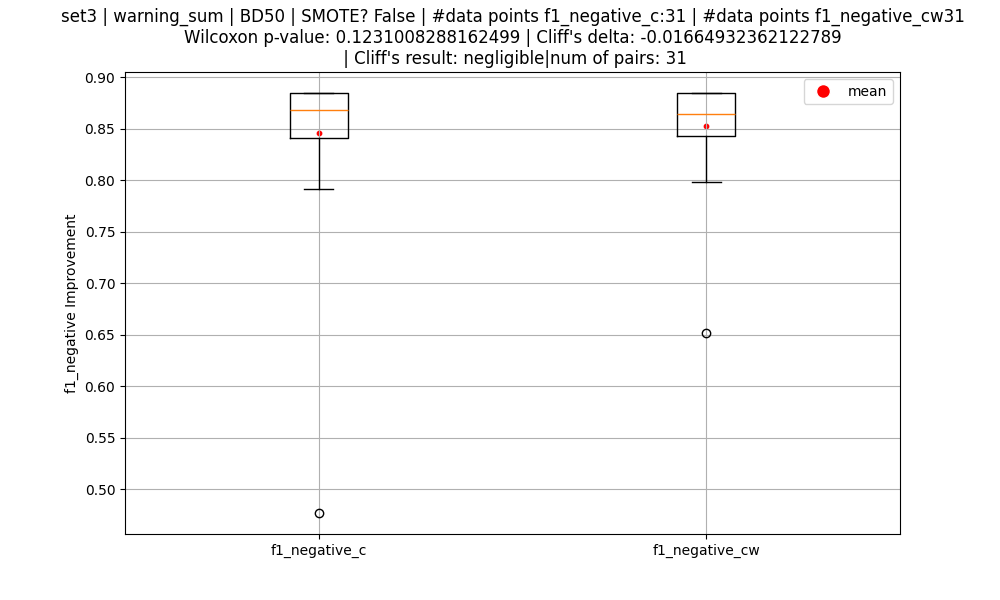 set3 | warning_sum | BD50 | SMOTE? False | #data points f1_negative_c:31 | #data points f1_negative_cw31
Wilcoxon p-value: 0.1231008288162499 | Cliff's delta: -0.01664932362122789
| Cliff's result: negligible|num of pairs: 31
mean
f1_negative Improvement
0.90
0.85
0.80
0.75
0.70
0.65
0.60
0.55
0.50
f1_negative_c
f1_negative_cw